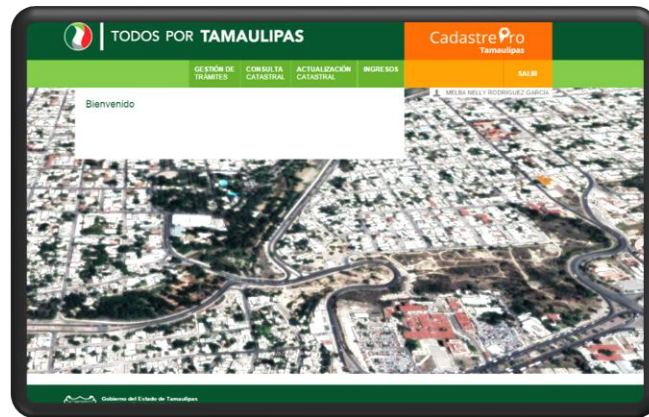 TODOS POR TAMAULIPAS
CadastrePro
Tamaulipas
GESTIÓN DE TRÁMITES
CONSULTA CATASTRAL
ACTUALIZACIÓN CATASTRAL
INGRESOS
SALIR
MELBA NELLY RODRIGUEZ GARCIA
Bienvenido
Gobierno del Estado de Tamaulipas